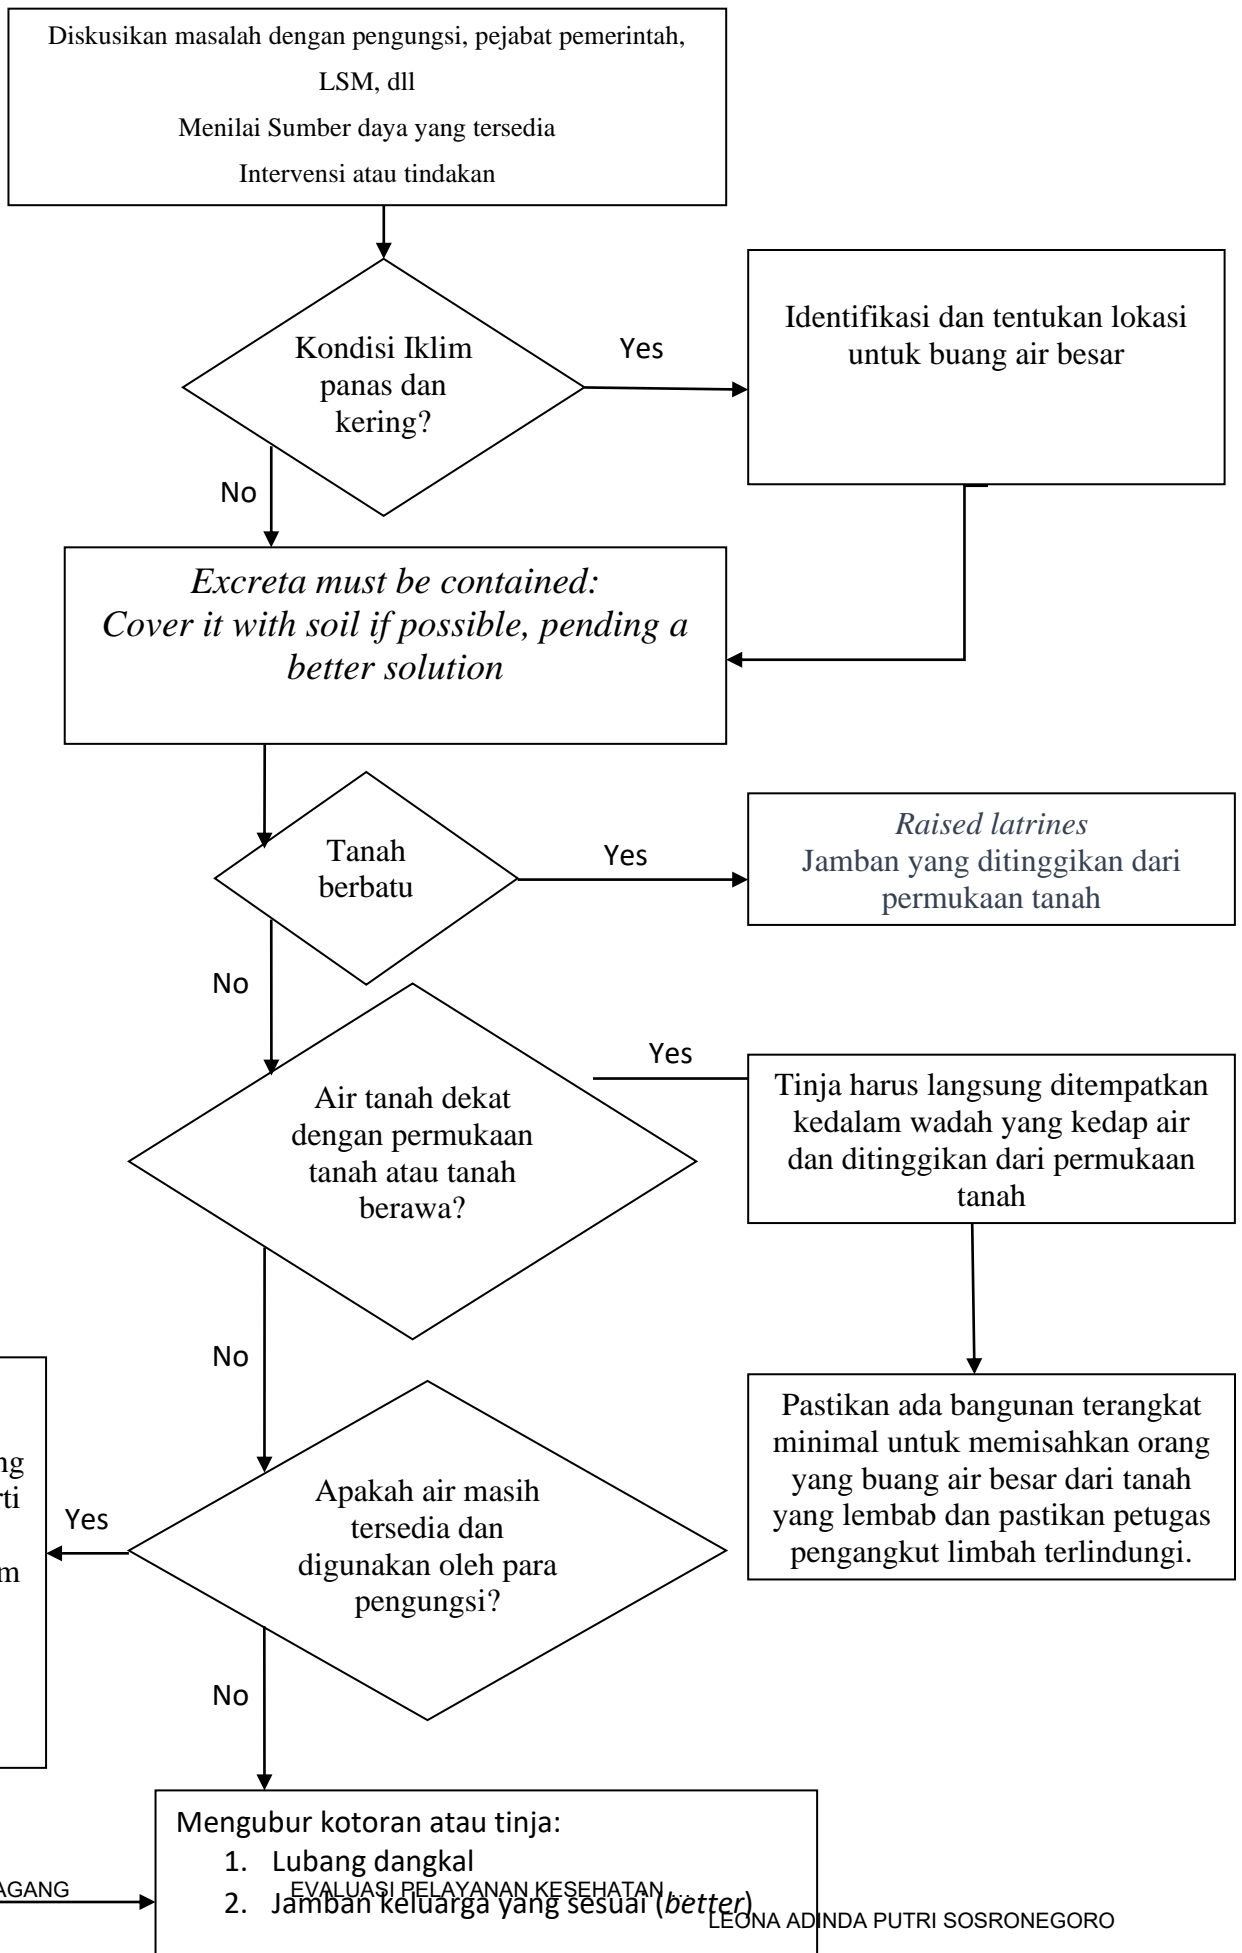 Diskusikan masalah dengan pengungsi, pejabat pemerintah,
LSM, dll
Menilai Sumber daya yang tersedia
Intervensi atau tindakan
Kondisi Iklim
panas dan
kering?
Yes
Identifikasi dan tentukan lokasi
untuk buang air besar
No
Excreta must be contained:
Cover it with soil if possible, pending a
better solution
Tanah
berbatu
Yes
Raised latrines
Jamban yang ditinggikan dari
permukaan tanah
No
Air tanah dekat
dengan permukaan
tanah atau tanah
berawa?
Yes
Tinja harus langsung ditempatkan
kedalam wadah yang kedap air
dan ditinggikan dari permukaan
tanah
No
Pastikan ada bangunan terangkat
minimal untuk memisahkan orang
yang buang air besar dari tanah
yang lembab dan pastikan petugas
pengangkut limbah terlindungi.
Apakah air masih
tersedia dan
digunakan oleh para
pengungsi?
Yes
ng
rti
m
No
Mengubur kotoran atau tinja:
1. Lubang dangkal
2. Jamban keluarga yang sesuai (better)
AGANG
EVALUASI PELAYANAN KESEHATAN ...
LEONA ADINDA PUTRI SOSRONEGORO